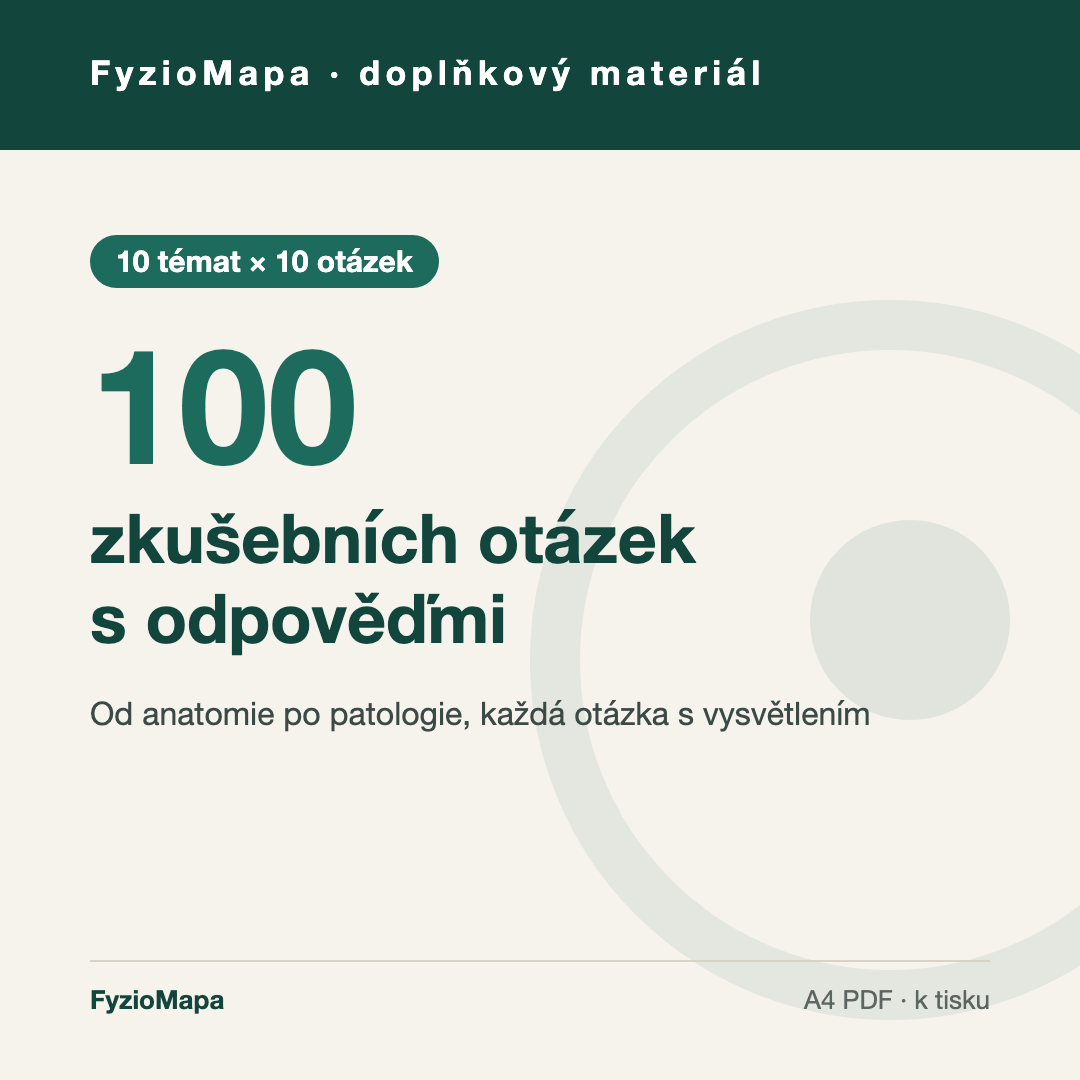 FyzioMapa · doplňkový materiál
10 témat × 10 otázek
100
zkušebních otázek
s odpověďmi
Od anatomie po patologie, každá otázka s vysvětlením
FyzioMapa
A4 PDF · k tisku